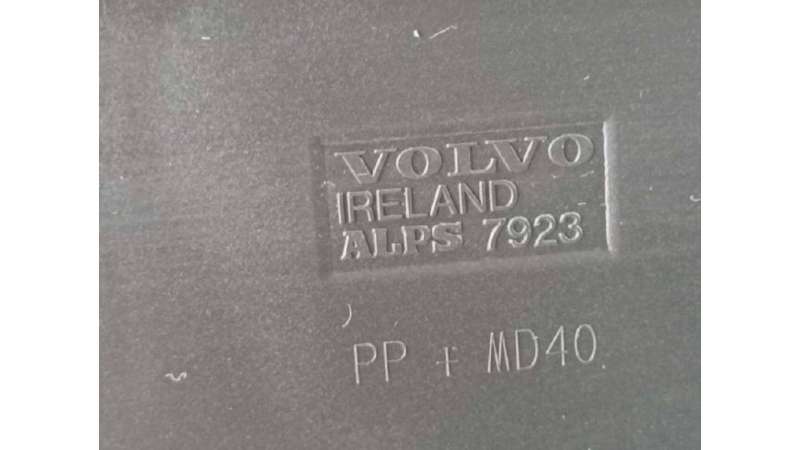 VOLVO
IRELAND
ALPS 7923
PP + MD40